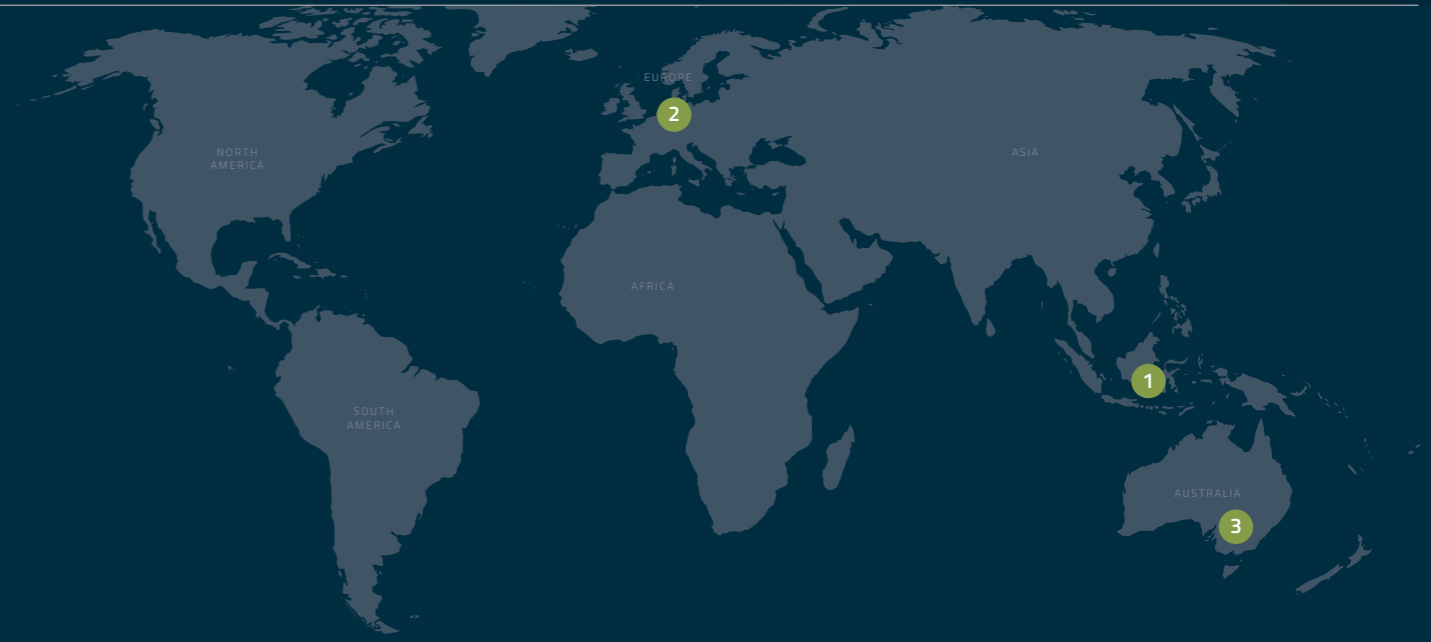 EUROPE
2
NORTH
AMERICA
ASIA
AFRICA
1
SOUTH
AMERICA
AUSTRALIA
3